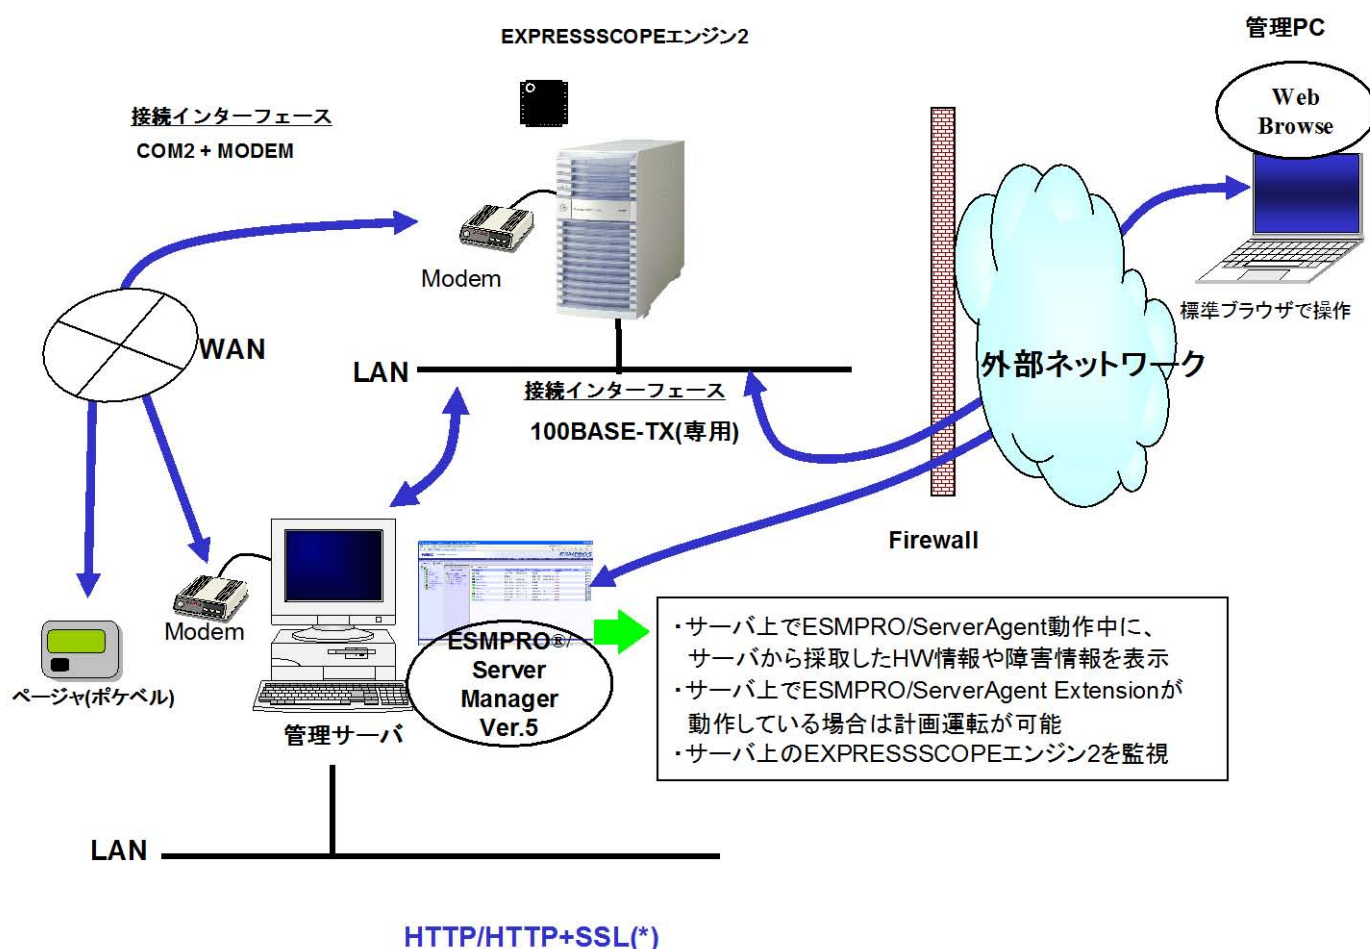 EXPRESSSCOPEエンジン2
管理PC
Web
Browse
接続インターフェース
COM2 + MODEM
Modem
標準ブラウザで操作
WAN
外部ネットワーク
LAN
接続インターフェース
100BASE-TX(専用)
Firewall
Modem
ページャ(ポケベル)
ESMPRO®/
Server
Manager
Ver.5
管理サーバ
・サーバ上でESMPRO/ServerAgent動作中に、
サーバから採取したHW情報や障害情報を表示
・サーバ上でESMPRO/ServerAgent Extensionが
動作している場合は計画運転が可能
・サーバ上のEXPRESSSCOPEエンジン2を監視
LAN
HTTP/HTTP+SSL(*)